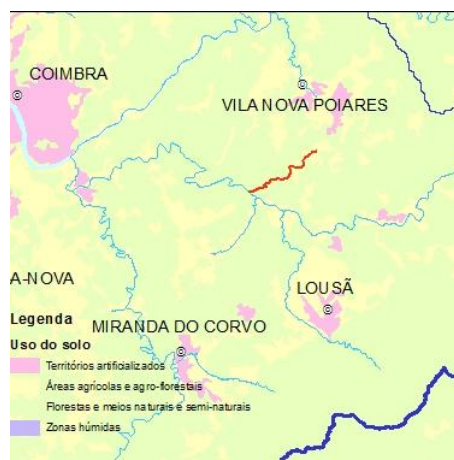 COIMBRA
VILA NOVA POIARES
A-NOVA
LOUSÃ
Legenda
MIRANDA DO CORVO
Uso do solo
Territórios artificializados
Áreas agrícolas e agro-florestais
Florestas e meios naturais e semi-naturais
Zonas húmidas